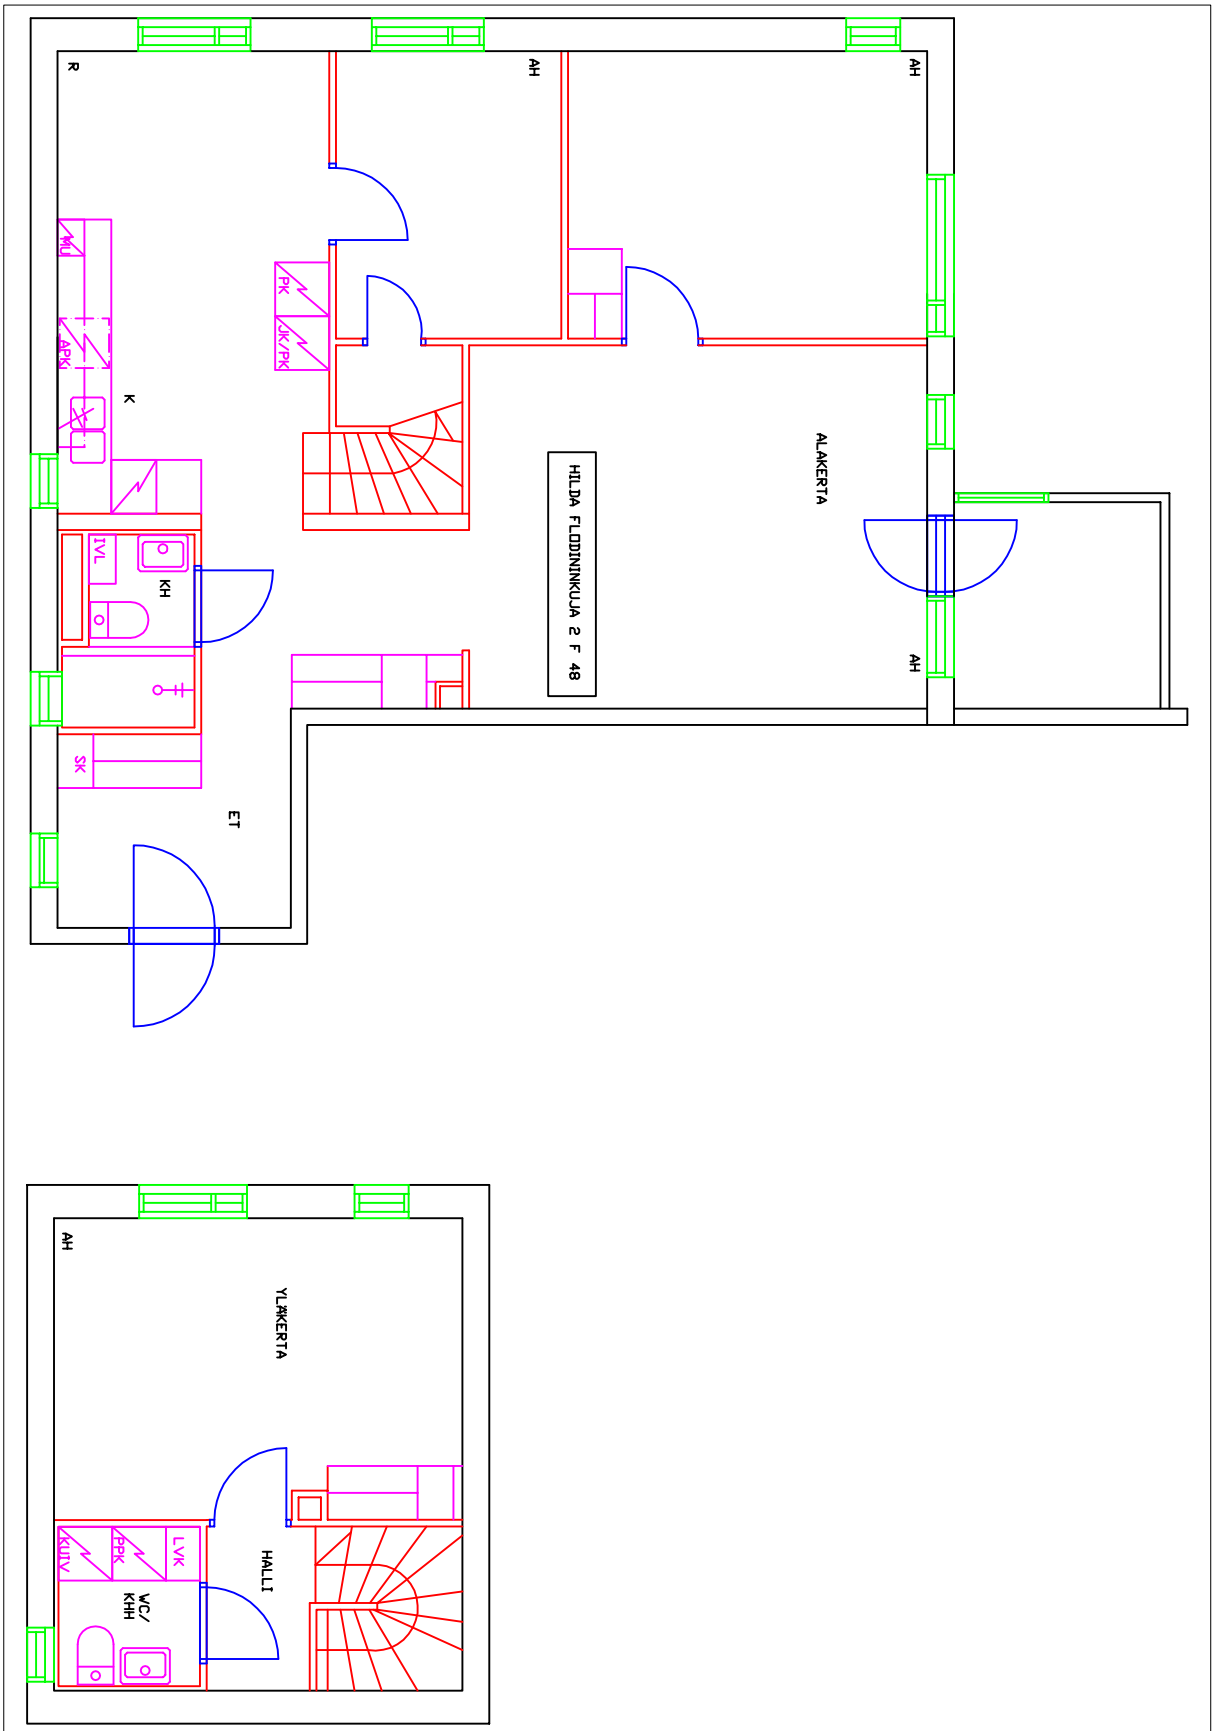 R
AH
AH
MU
PK
JK/PK
APK
K
ALAKERTA
HILDA FLODININKUJA 2 F 48
IVL
KH
AH
SK
ET
AH
YLÄKERTA
HALLI
LVK
PPK
KUIV
WC/
KHH